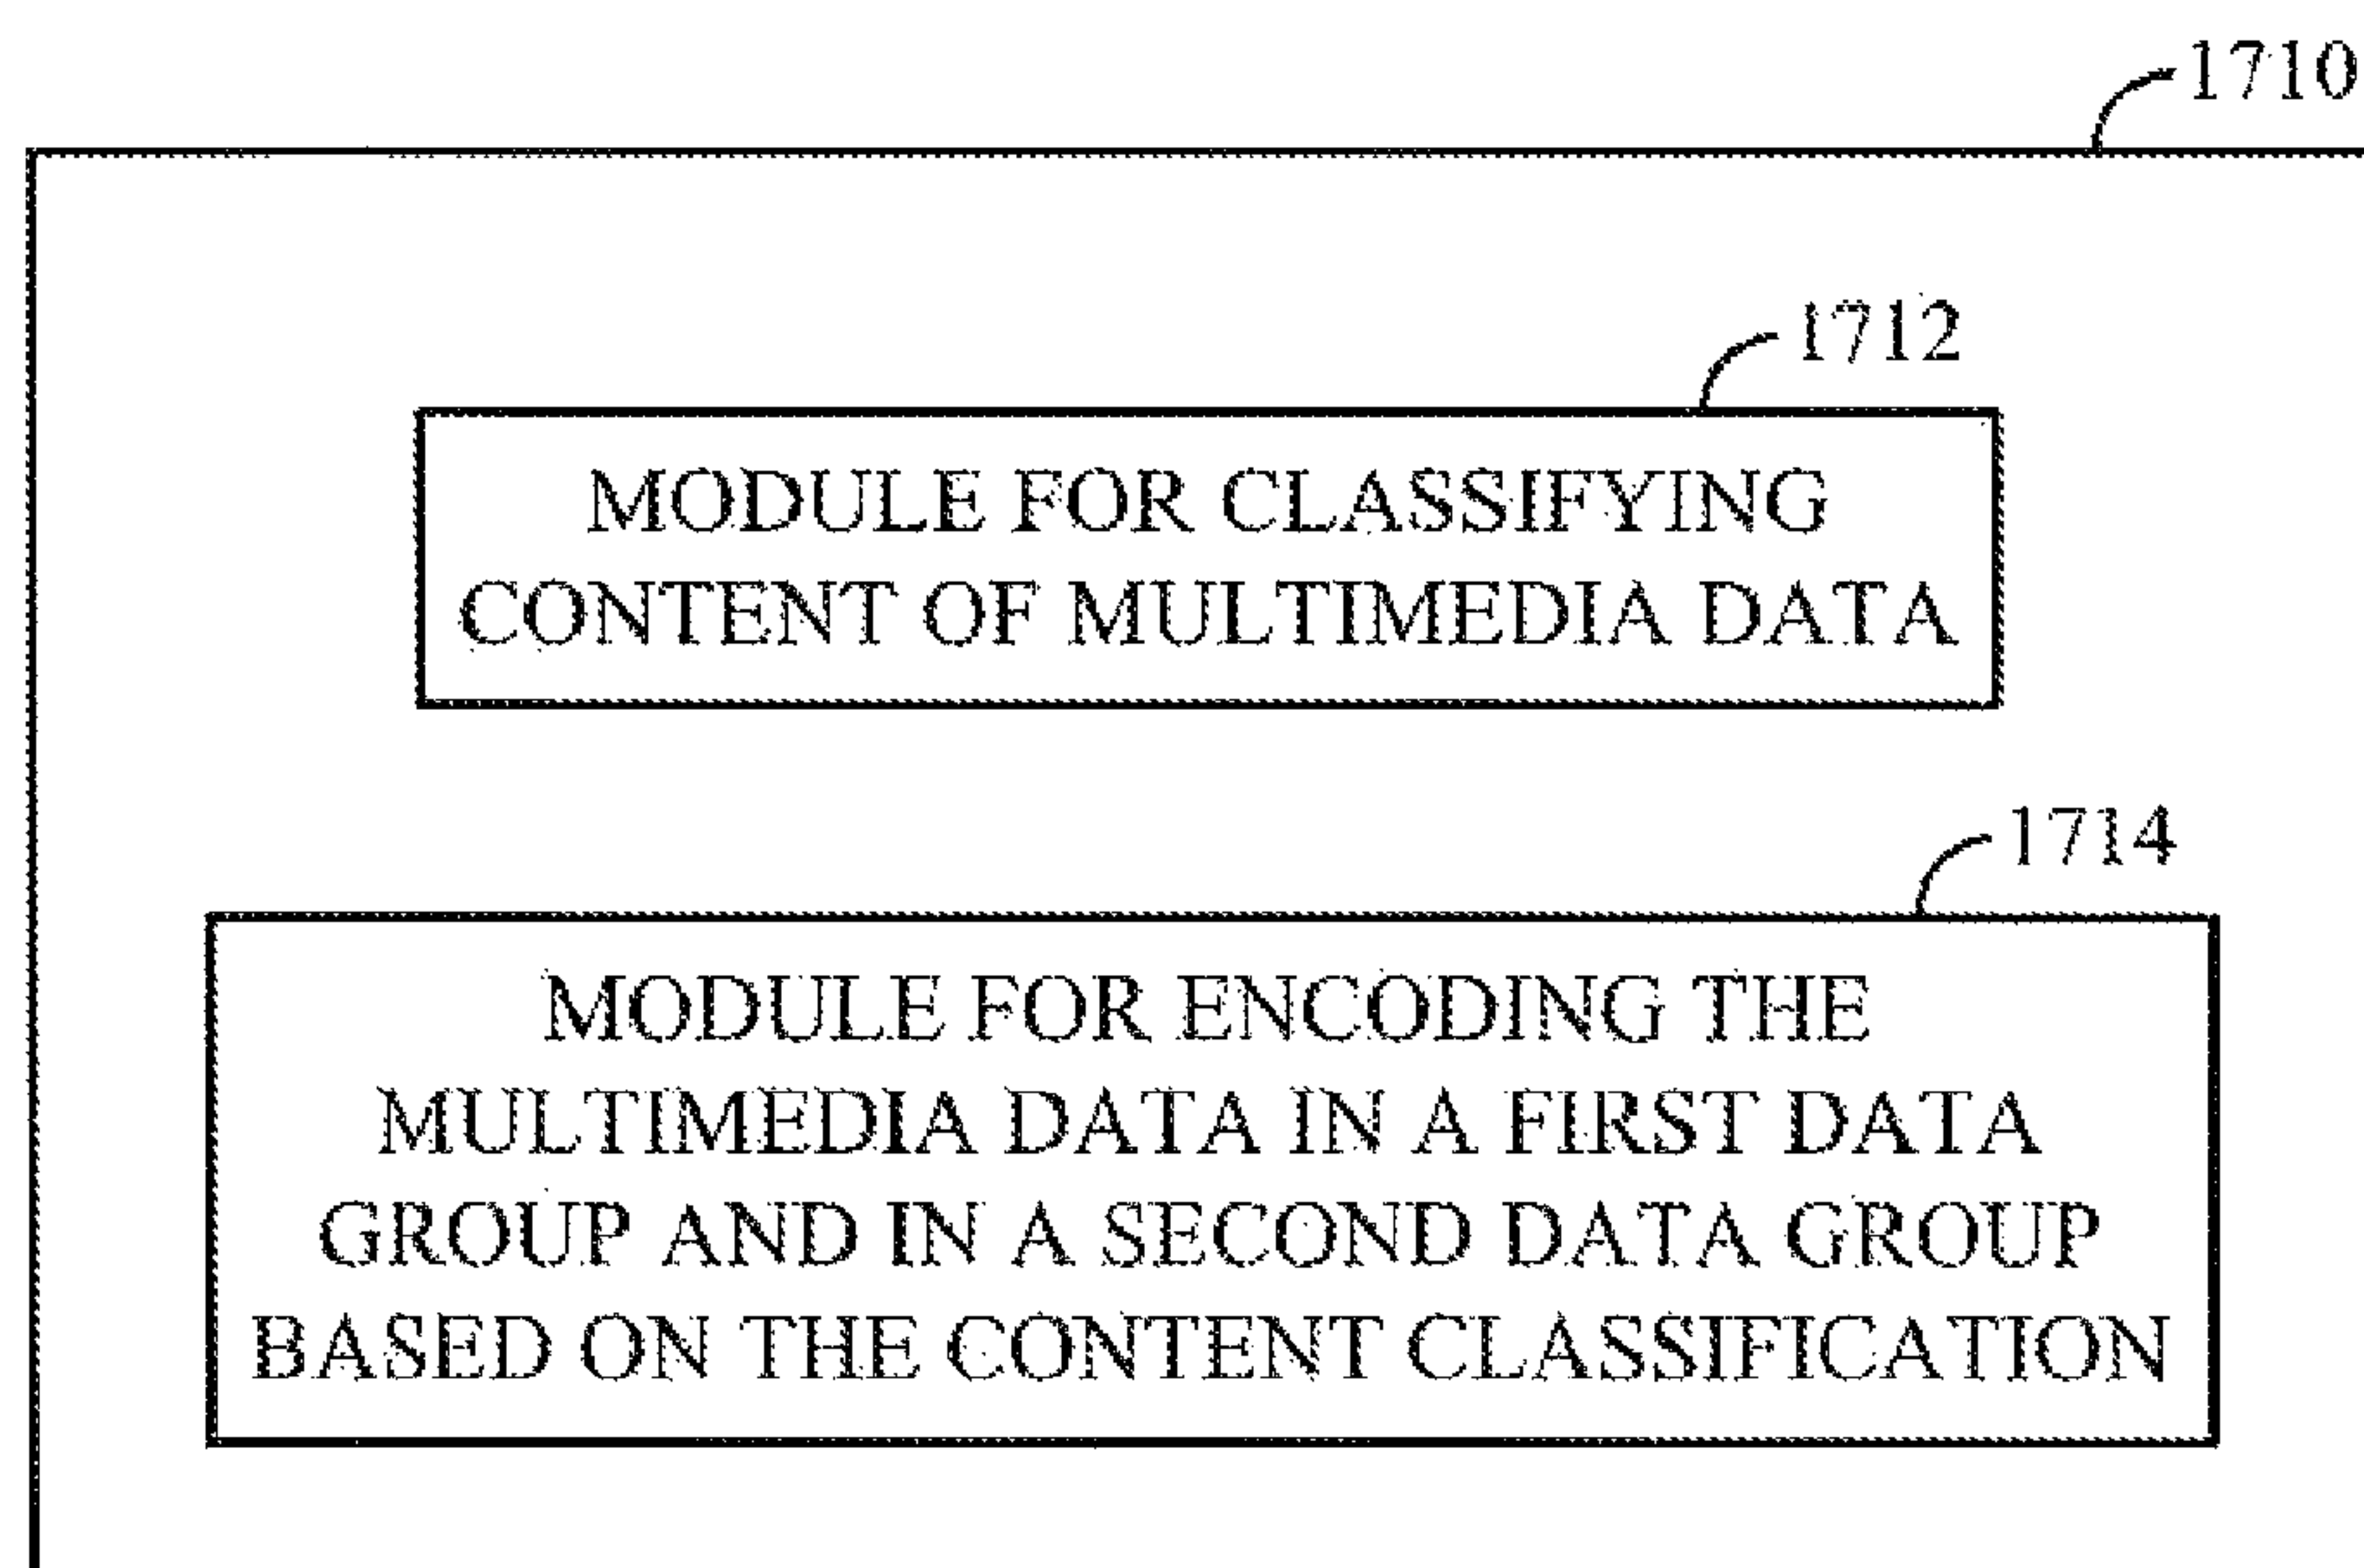 1710
1712
MODULE FOR CLASSIFYING
CONTENT OF MULTIMEDIA DATA
1714
MODULE FOR ENCODING THE
MULTIMEDIA DATA IN A FIRST DATA
GROUP AND IN A SECOND DATA GROUP
BASED ON THE CONTENT CLASSIFICATION